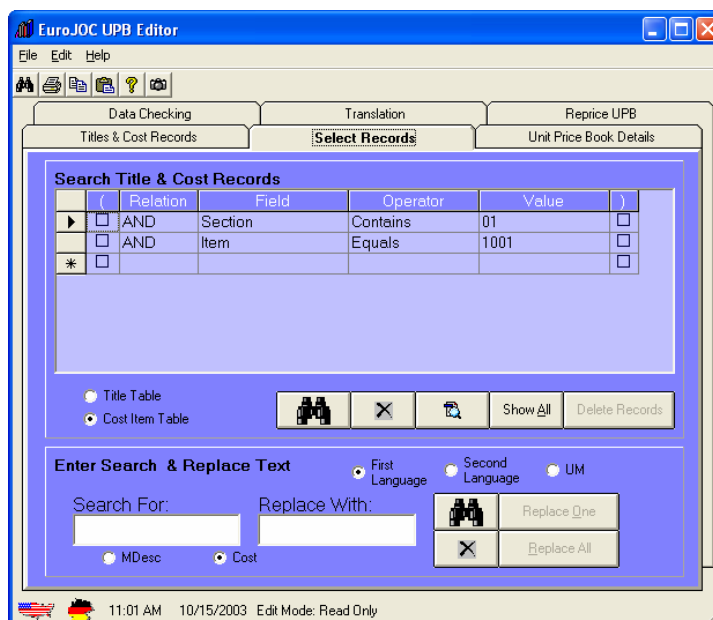 EuroJOC UPB Editor
File Edit Help
Data Checking Translation Reprice UPB
Titles & Cost Records Select Records Unit Price Book Details
Search Title & Cost Records
( Relation Field Operator Value )
AND Section Contains 01
AND Item Equals 1001
Title Table
Cost Item Table
Show All Delete Records
Enter Search & Replace Text
First Language
Second Language
UM
Search For: Replace With:
Replace One
MDesc Cost
Replace All
11:01 AM 10/15/2003 Edit Mode: Read Only